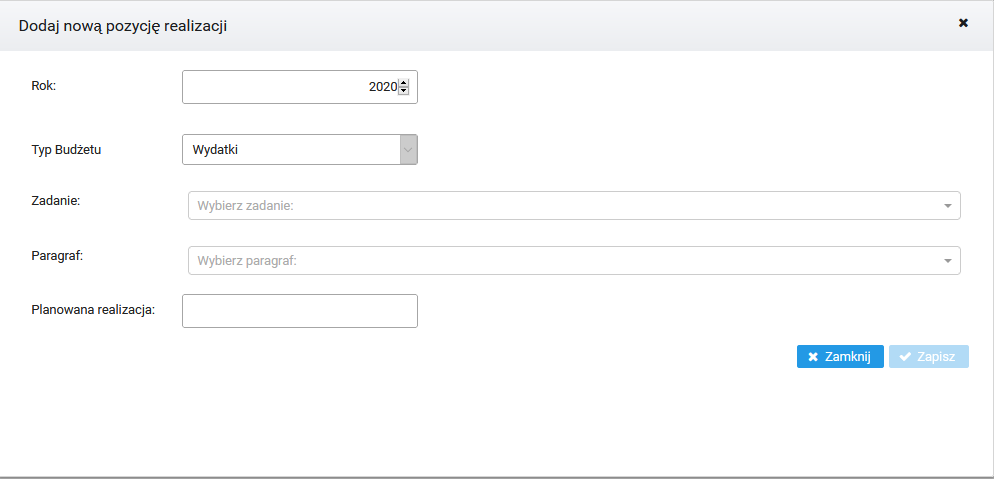 Dodaj nową pozycję realizacji
Rok:
2020
Typ Budżetu
Wydatki
Zadanie:
Wybierz zadanie:
Paragraf:
Wybierz paragraf:
Planowana realizacja:
Zamknij
Zapisz